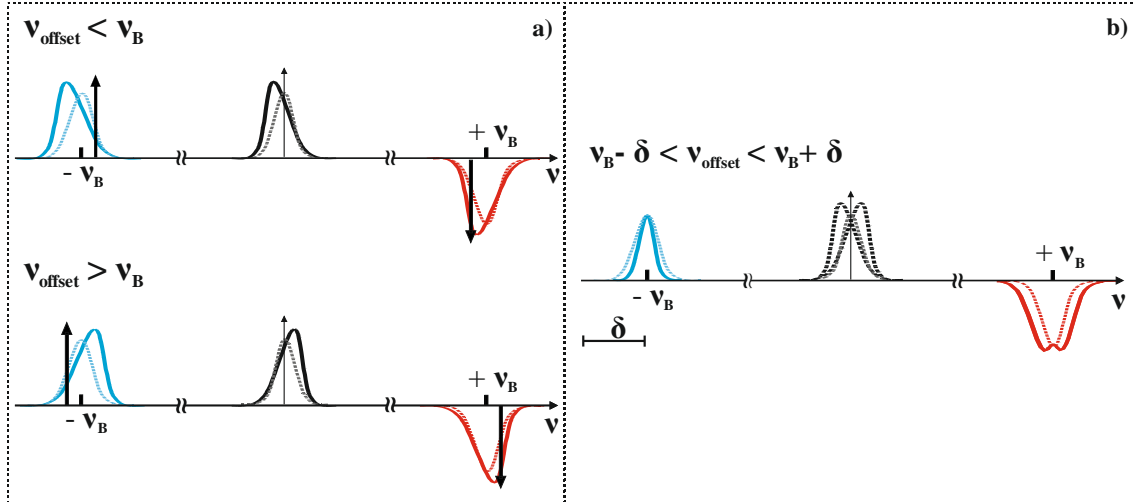 ν_offset < ν_B
a)
- ν_B
+ ν_B
ν
ν_offset > ν_B
- ν_B
+ ν_B
ν
b)
ν_B - δ < ν_offset < ν_B + δ
- ν_B
+ ν_B
ν
δ